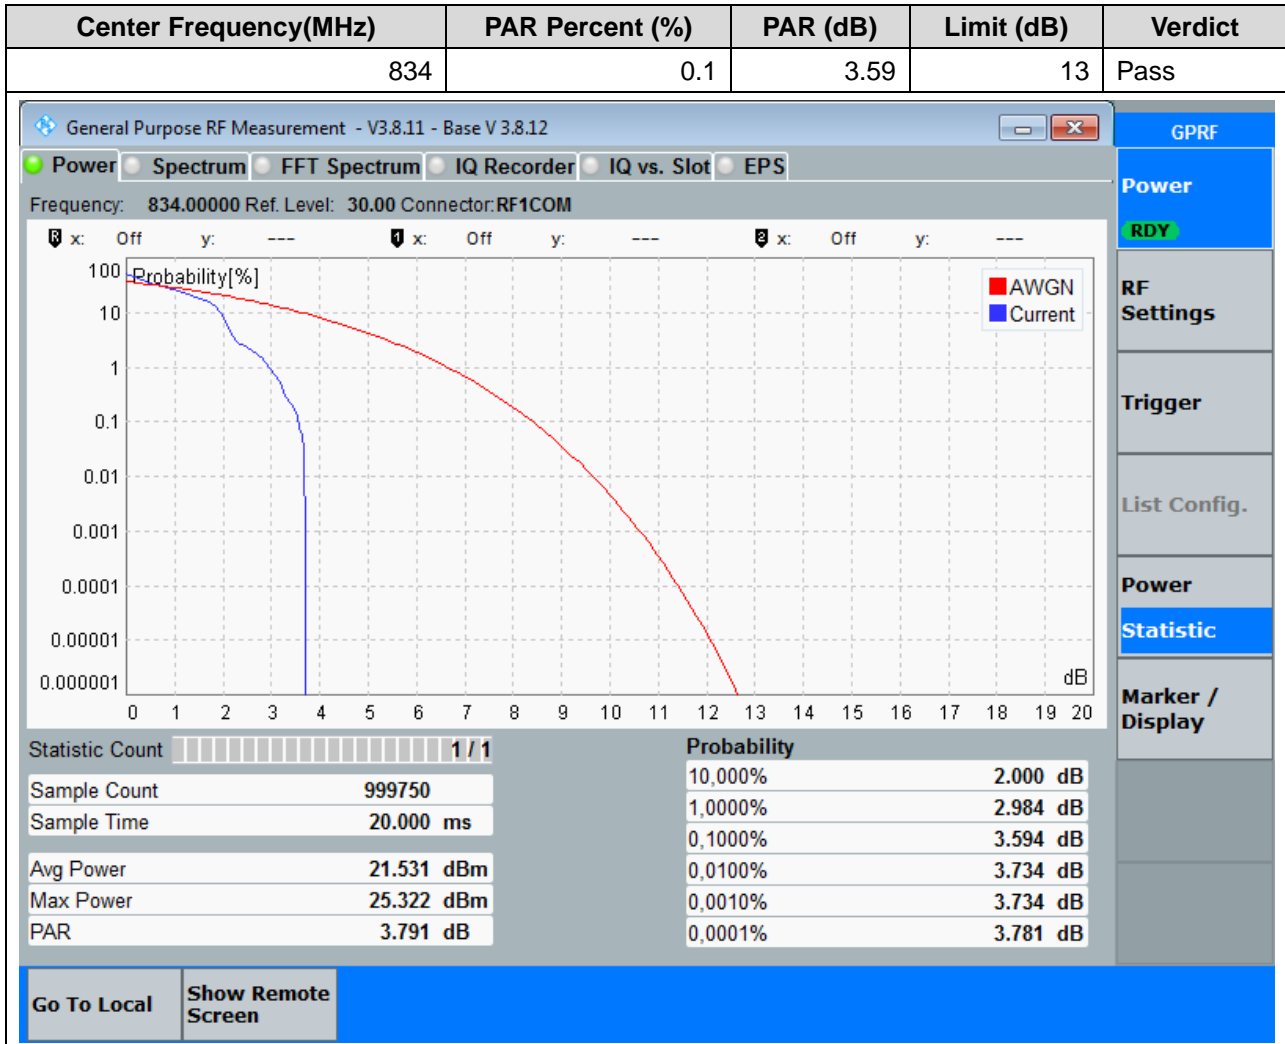 Center Frequency(MHz) PAR Percent (%) PAR (dB) Limit (dB) Verdict
834 0.1 3.59 13 Pass
General Purpose RF Measurement - V3.8.11 - Base V 3.8.12
GPRF
Power Spectrum FFT Spectrum IQ Recorder IQ vs. Slot EPS
Frequency: 834.00000 Ref. Level: 30.00 Connector:RF1COM
R x: Off y: --- 1 x: Off y: --- 2 x: Off y: ---
Probability[%]
AWGN
Current
100
10
1
0.1
0.01
0.001
0.0001
0.00001
0.000001
dB
0 1 2 3 4 5 6 7 8 9 10 11 12 13 14 15 16 17 18 19 20
Statistic Count 1 / 1
Sample Count 999750
Sample Time 20.000 ms
Avg Power 21.531 dBm
Max Power 25.322 dBm
PAR 3.791 dB
Probability
10,000% 2.000 dB
1,0000% 2.984 dB
0,1000% 3.594 dB
0,0100% 3.734 dB
0,0010% 3.734 dB
0,0001% 3.781 dB
Power
RDY
RF
Settings
Trigger
List Config.
Power
Statistic
Marker /
Display
Go To Local
Show Remote
Screen